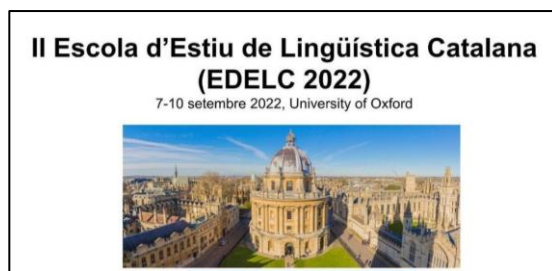 II Escola d’Estiu de Lingüística Catalana
(EDELC 2022)
7-10 setembre 2022, University of Oxford